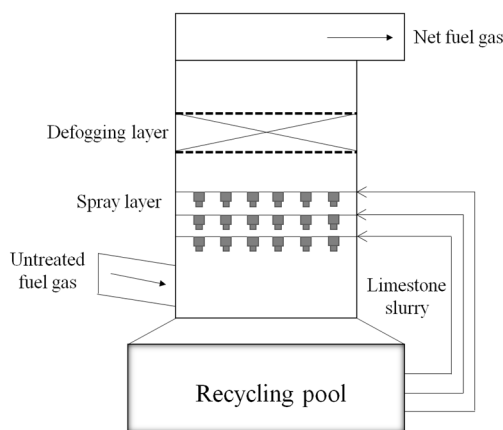 Net fuel gas
Defogging layer
Spray layer
Untreated
fuel gas
Limestone
slurry
Recycling pool